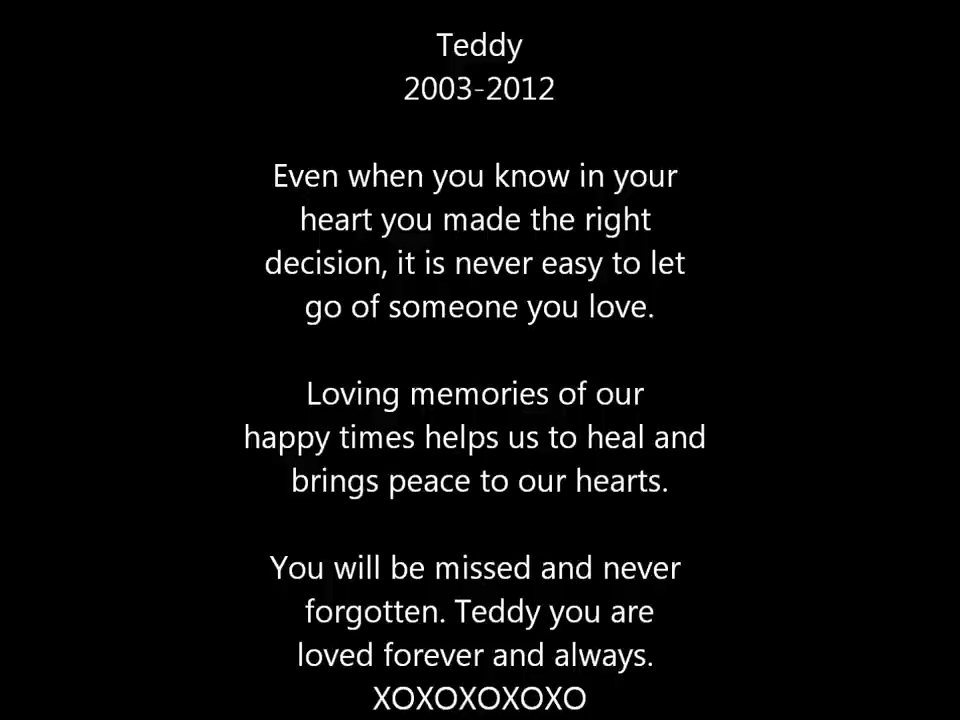 Teddy
2003-2012
Even when you know in your
heart you made the right
decision, it is never easy to let
go of someone you love.
Loving memories of our
happy times helps us to heal and
brings peace to our hearts.
You will be missed and never
forgotten. Teddy you are
loved forever and always.
XOXOXOXOXO